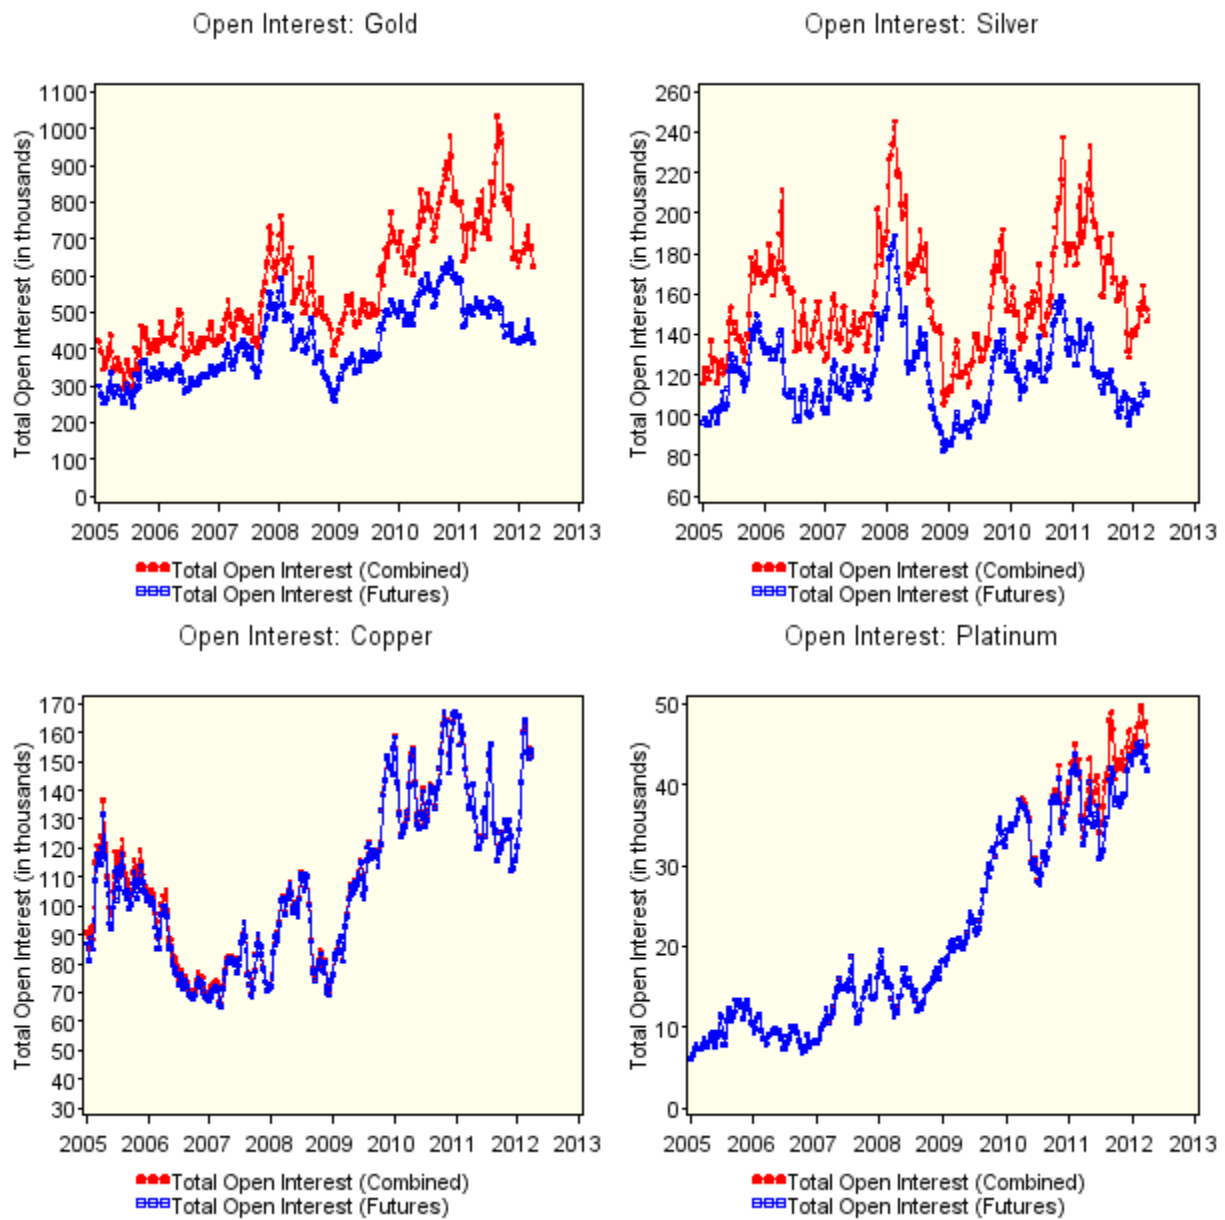 Open Interest: Gold
Total Open Interest (in thousands)
1100
1000
900
800
700
600
500
400
300
200
100
0
2005 2006 2007 2008 2009 2010 2011 2012 2013
Total Open Interest (Combined)
Total Open Interest (Futures)
Open Interest: Silver
Total Open Interest (in thousands)
260
240
220
200
180
160
140
120
100
80
60
2005 2006 2007 2008 2009 2010 2011 2012 2013
Total Open Interest (Combined)
Total Open Interest (Futures)
Open Interest: Copper
Total Open Interest (in thousands)
170
160
150
140
130
120
110
100
90
80
70
60
50
40
30
2005 2006 2007 2008 2009 2010 2011 2012 2013
Total Open Interest (Combined)
Total Open Interest (Futures)
Open Interest: Platinum
Total Open Interest (in thousands)
50
40
30
20
10
0
2005 2006 2007 2008 2009 2010 2011 2012 2013
Total Open Interest (Combined)
Total Open Interest (Futures)